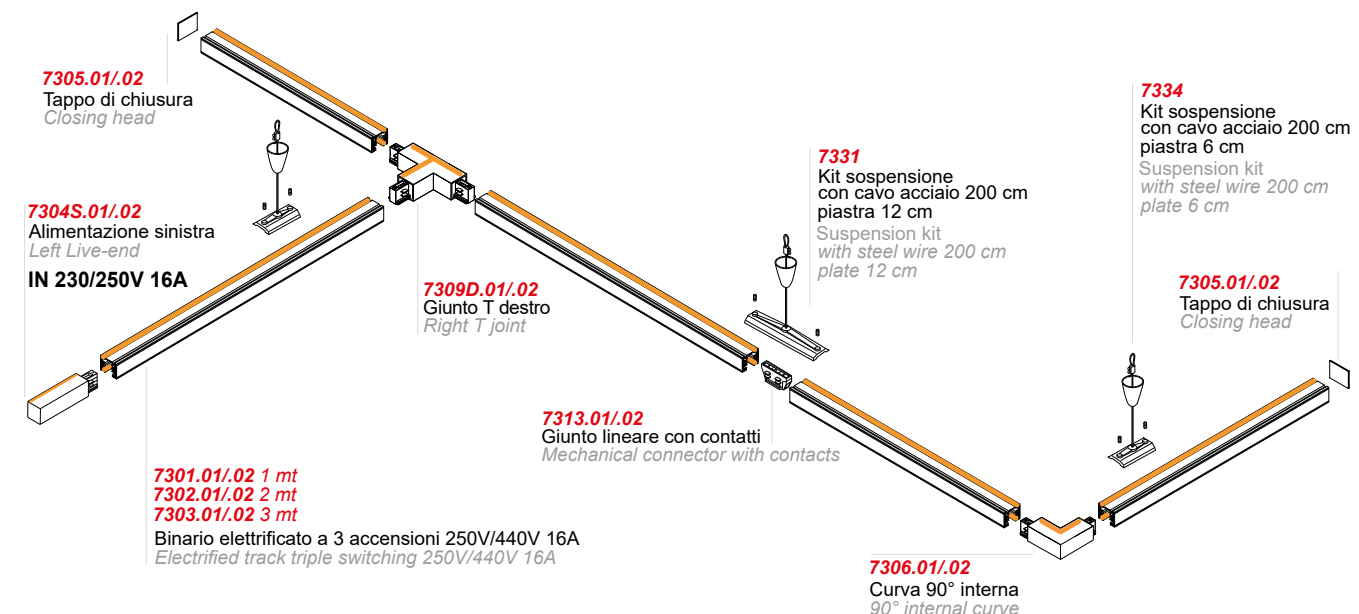 7305.01/.02
Tappo di chiusura
Closing head
7304S.01/.02
Alimentazione sinistra
Left Live-end
IN 230/250V 16A
7301.01/.02 1 mt
7302.01/.02 2 mt
7303.01/.02 3 mt
Binario elettrificato a 3 accensioni 250V/440V 16A
Electrified track triple switching 250V/440V 16A
7309D.01/.02
Giunto T destro
Right T joint
7331
Kit sospensione
con cavo acciaio 200 cm
piastra 12 cm
Suspension kit
with steel wire 200 cm
plate 12 cm
7313.01/.02
Giunto lineare con contatti
Mechanical connector with contacts
7334
Kit sospensione
con cavo acciaio 200 cm
piastra 6 cm
Suspension kit
with steel wire 200 cm
plate 6 cm
7305.01/.02
Tappo di chiusura
Closing head
7306.01/.02
Curva 90° interna
90° internal curve